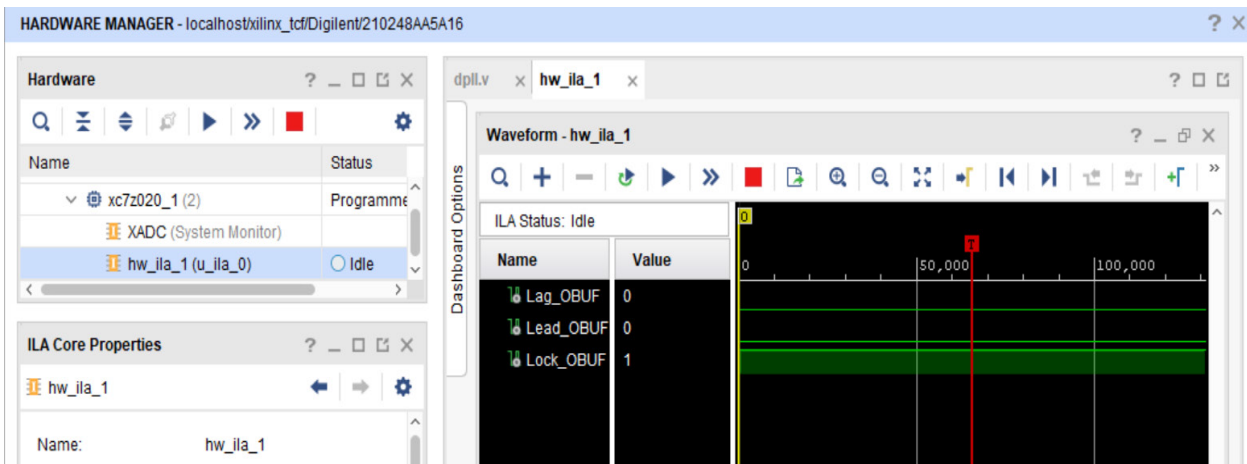 HARDWARE MANAGER - localhost/xilinx_tcf/Digilent/210248AA5A16
Hardware
Name Status
xc7z020_1 (2) Programme
XADC (System Monitor)
hw_ila_1 (u_ila_0) Idle
ILA Core Properties
hw_ila_1
Name: hw_ila_1
dpll.v hw_ila_1
Dashboard Options
Waveform - hw_ila_1
ILA Status: Idle
Name Value
Lag_OBUF 0
Lead_OBUF 0
Lock_OBUF 1
0
T
0 50,000 100,000